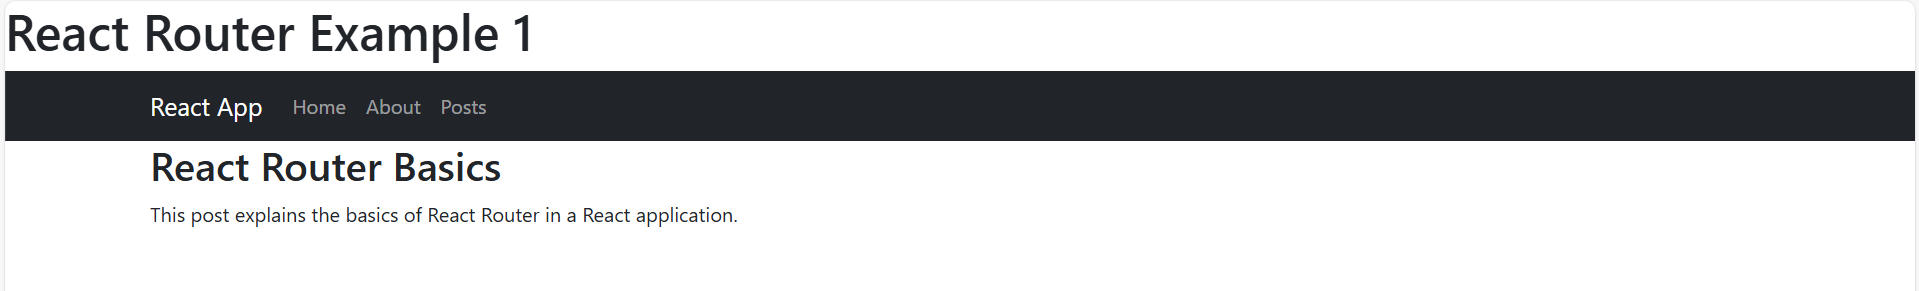 React Router Example 1
React App Home About Posts
React Router Basics
This post explains the basics of React Router in a React application.